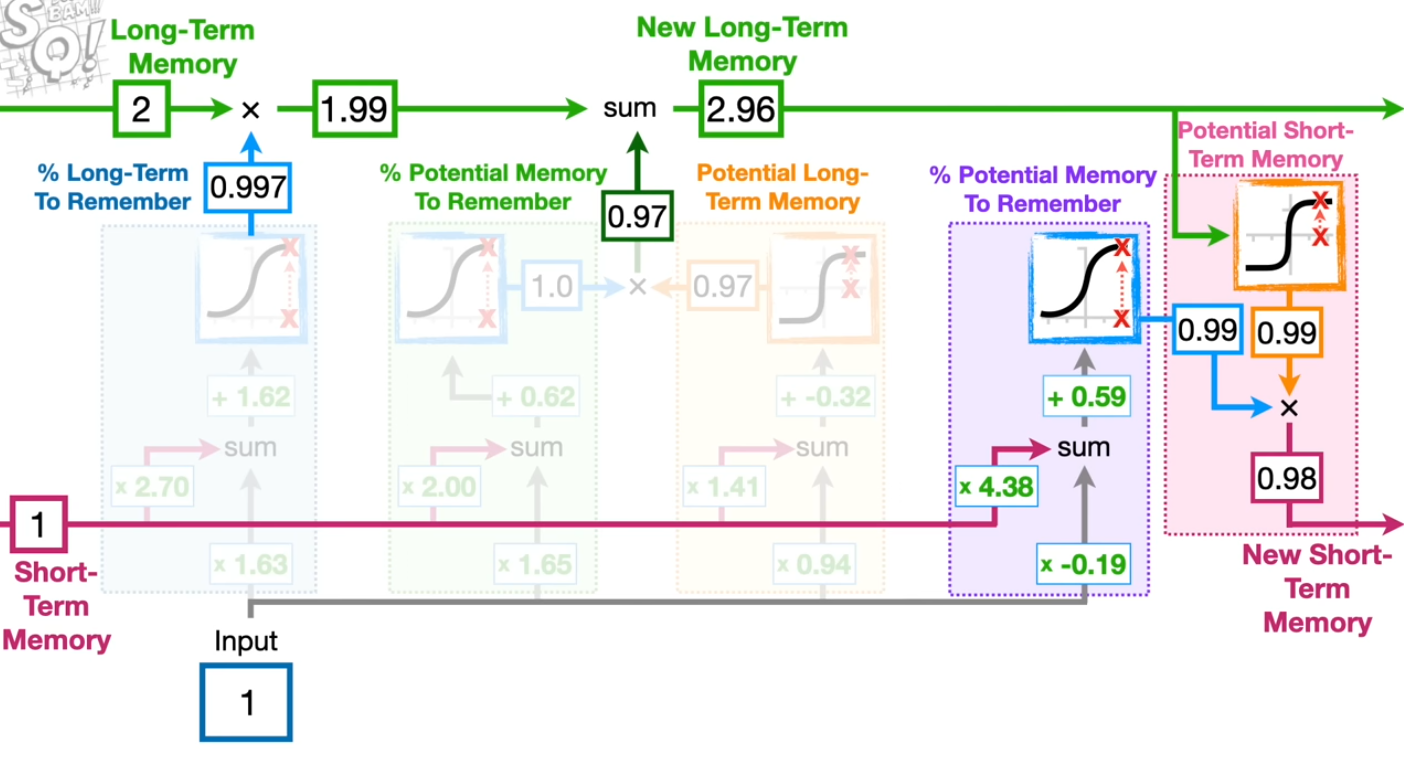 S
BAM!!
Q!
Long-Term
Memory
New Long-Term
Memory
2
×
1.99
sum
2.96
Potential Short-
Term Memory
% Long-Term
To Remember
0.997
% Potential Memory
To Remember
0.97
Potential Long-
Term Memory
% Potential Memory
To Remember
X
X
X
X
1.0
×
0.97
X
X
X
X
X
X
0.99
0.99
×
+ 1.62
+ 0.62
+ -0.32
+ 0.59
sum
sum
sum
sum
x 2.70
x 2.00
x 1.41
x 4.38
0.98
1
Short-
Term
Memory
x 1.63
x 1.65
x 0.94
x -0.19
New Short-
Term
Memory
Input
1